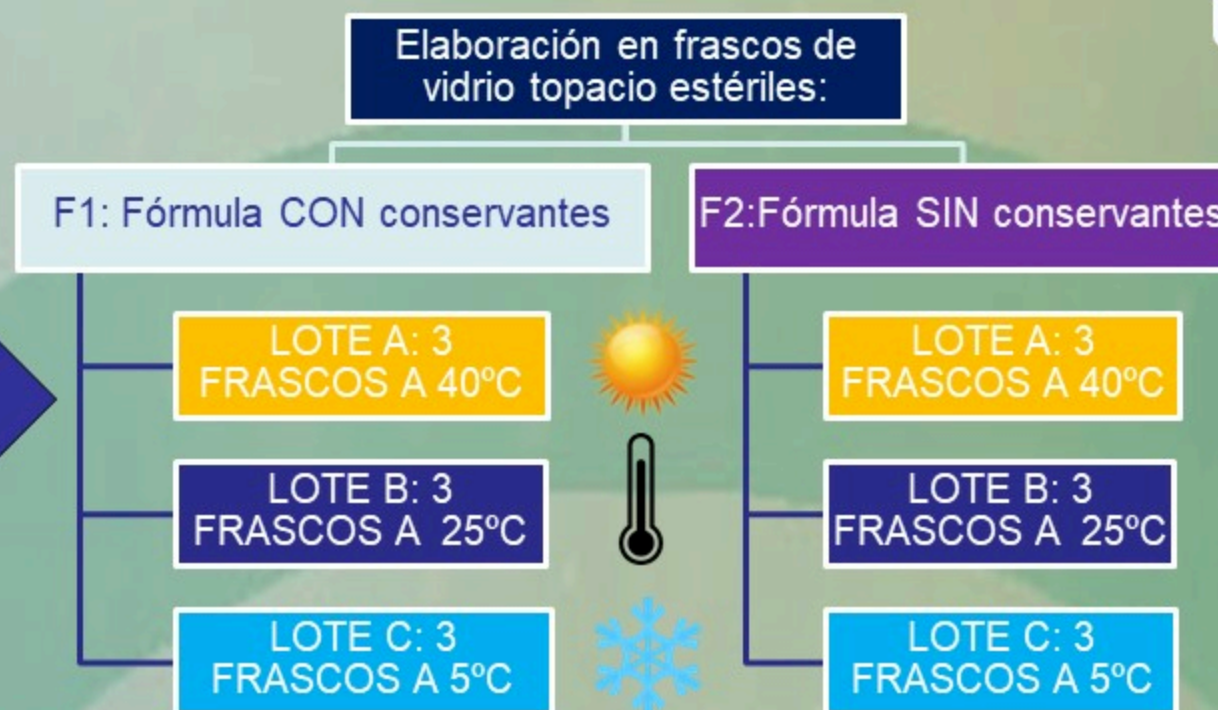 Elaboración en frascos de
vidrio topacio estériles:
F1: Fórmula CON conservantes
F2:Fórmula SIN conservantes
LOTE A: 3
FRASCOS A 40ºC
LOTE A: 3
FRASCOS A 40ºC
LOTE B: 3
FRASCOS A 25ºC
LOTE B: 3
FRASCOS A 25ºC
LOTE C: 3
FRASCOS A 5ºC
LOTE C: 3
FRASCOS A 5ºC